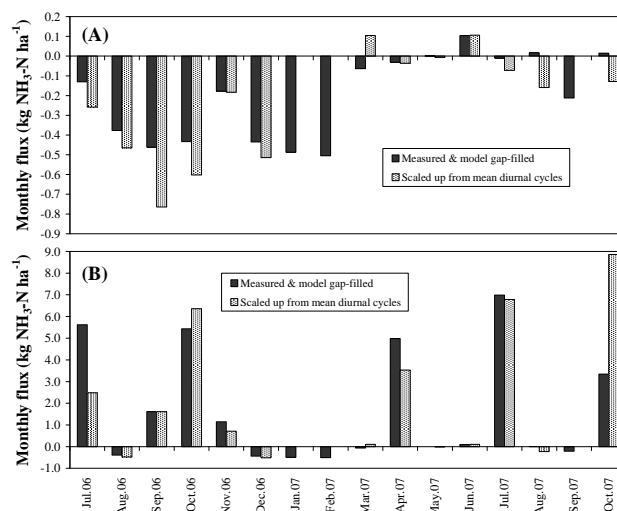 (A)
Monthly flux (kg NH3-N ha-1)
0.2
0.1
0.0
-0.1
-0.2
-0.3
-0.4
-0.5
-0.6
-0.7
-0.8
-0.9
Measured & model gap-filled
Scaled up from mean diurnal cycles
(B)
Monthly flux (kg NH3-N ha-1)
9.0
8.0
7.0
6.0
5.0
4.0
3.0
2.0
1.0
0.0
-1.0
Measured & model gap-filled
Scaled up from mean diurnal cycles
Jul.06
Aug.06
Sep.06
Oct.06
Nov.06
Dec.06
Jan.07
Feb.07
Mar.07
Apr.07
May.07
Jun.07
Jul.07
Aug.07
Sep.07
Oct.07